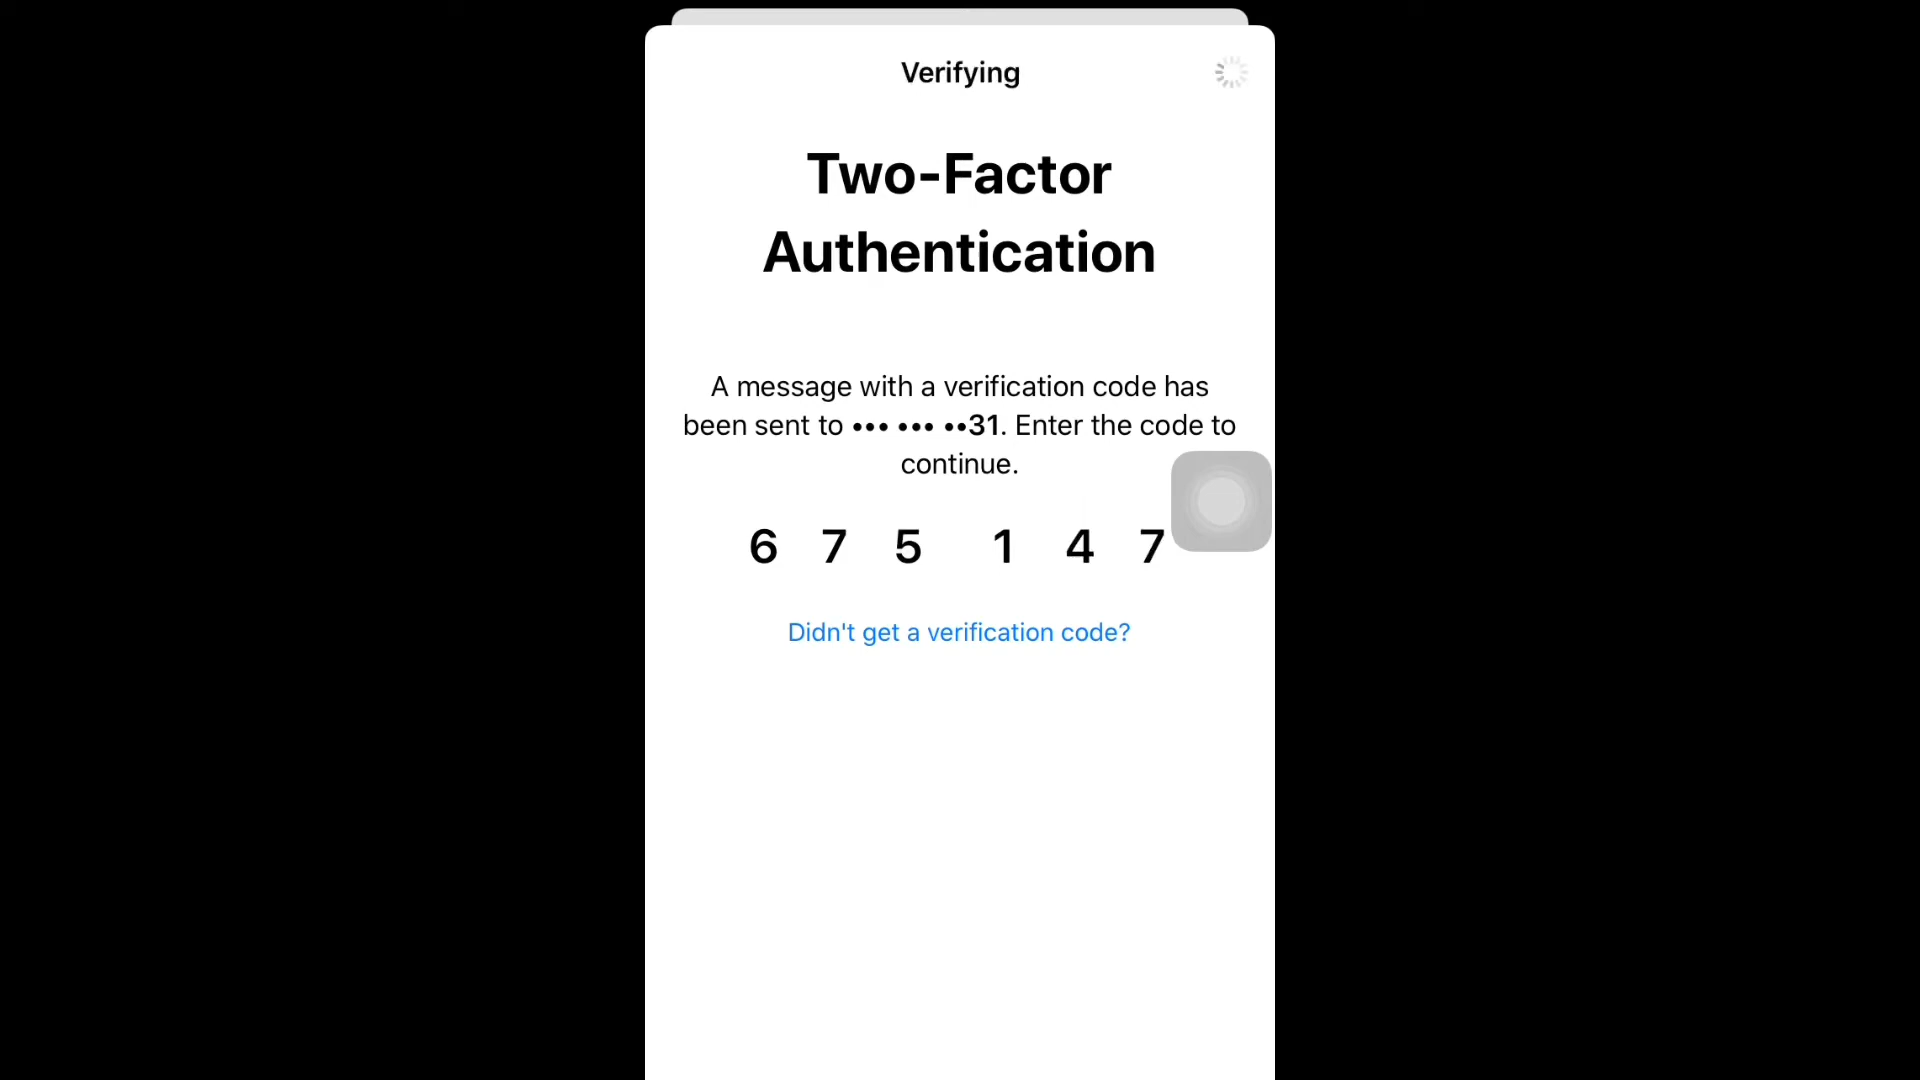 Verifying
Two-Factor
Authentication
A message with a verification code has
been sent to ••• ••• ••31. Enter the code to
continue.
6 7 5 1 4 7
Didn't get a verification code?